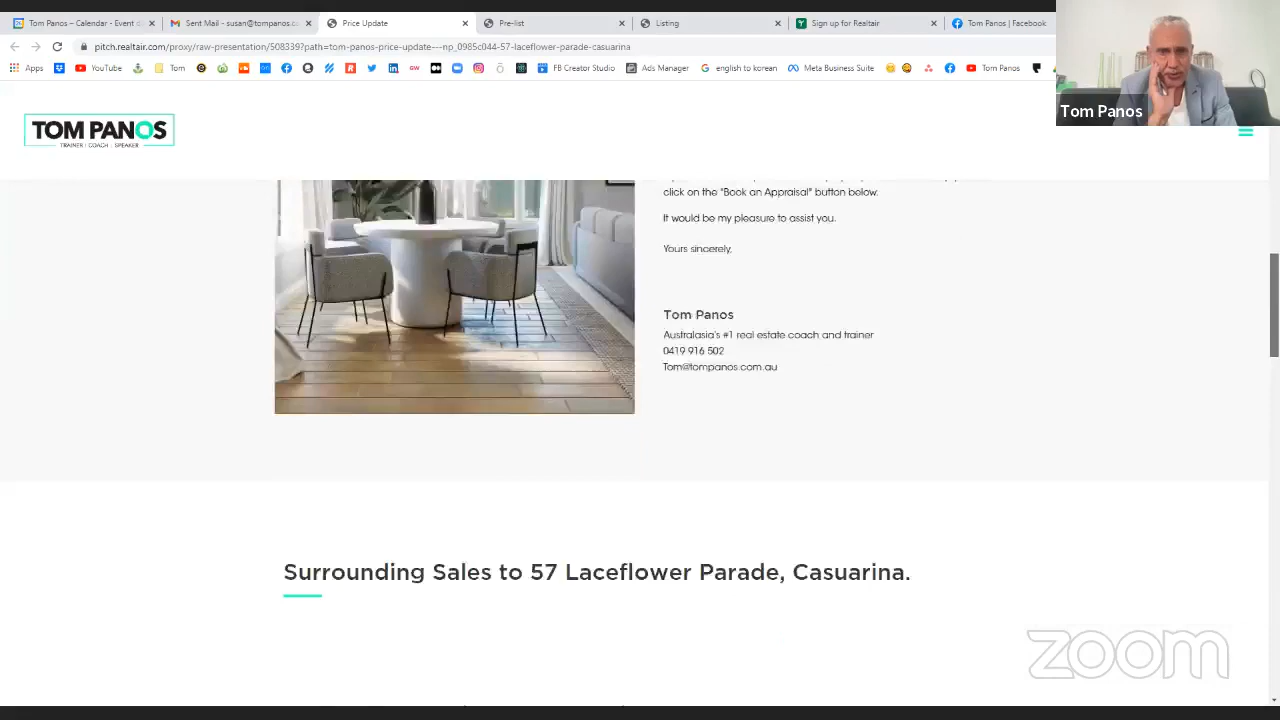 Tom Panos – Calendar - Event d
Sent Mail - susan@tompanos.c
Price Update
Pre-list
Listing
Sign up for Realtair
Tom Panos | Facebook
pitch.realtair.com/proxy/raw-presentation/508339?path=tom-panos-price-update---np_0985c044-57-laceflower-parade-casuarina
Apps
YouTube
Tom
FB Creator Studio
Ads Manager
english to korean
Meta Business Suite
Tom Panos
Tom Panos
TOM PANOS
TRAINER | COACH | SPEAKER
click on the "Book an Appraisal" button below.
It would be my pleasure to assist you.
Yours sincerely,
Tom Panos
Australasia's #1 real estate coach and trainer
0419 916 502
Tom@tompanos.com.au
Surrounding Sales to 57 Laceflower Parade, Casuarina.
zoom